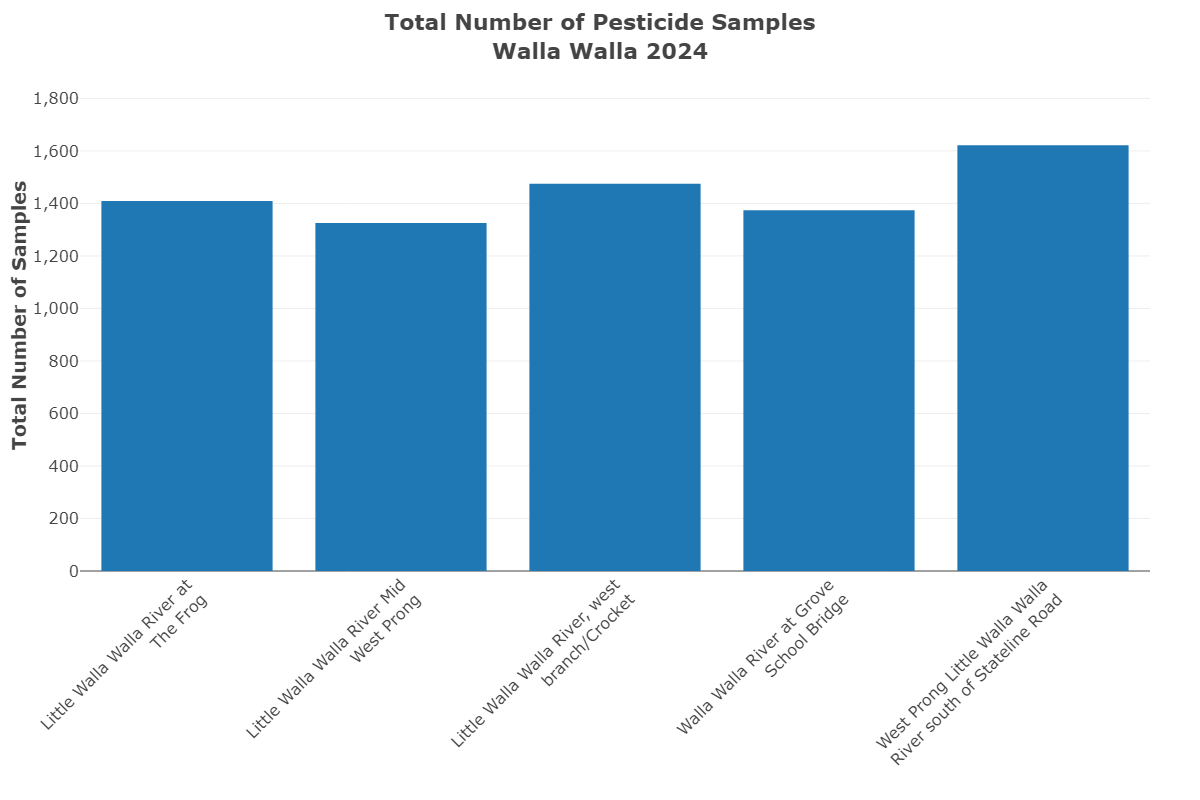 Total Number of Pesticide Samples
Walla Walla 2024
Total Number of Samples
1,800
1,600
1,400
1,200
1,000
800
600
400
200
0
Little Walla Walla River at
The Frog
Little Walla Walla River Mid
West Prong
Little Walla Walla River, west
branch/Crocket
Walla Walla River at Grove
School Bridge
West Prong Little Walla Walla
River south of Stateline Road